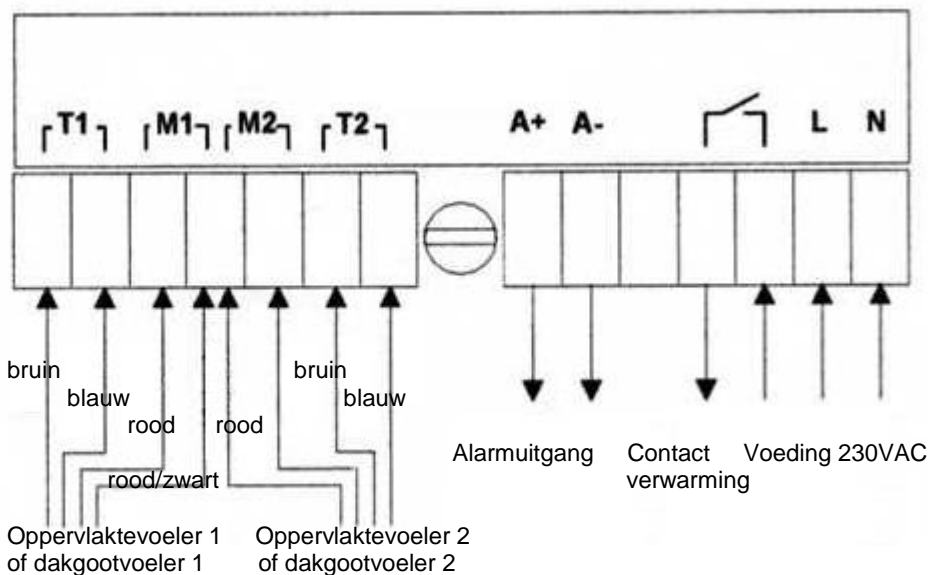 T1 M1 M2 T2 A+ A- L N
bruin bruin
blauw blauw
rood rood
Alarmuitgang Contact Voeding 230VAC
rood/zwart verwarming
Oppervlaktevoeler 1 Oppervlaktevoeler 2
of dakgootvoeler 1 of dakgootvoeler 2